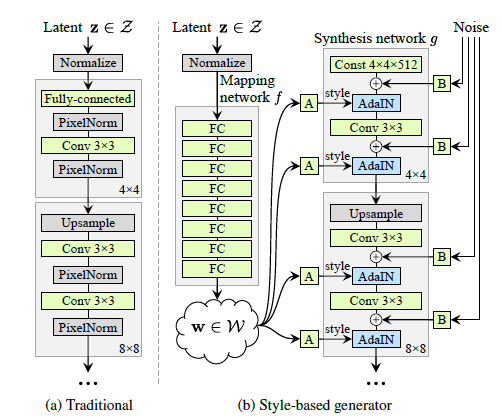 Latent z ∈ Z
Normalize
Fully-connected
PixelNorm
Conv 3×3
PixelNorm
4×4
Upsample
Conv 3×3
PixelNorm
Conv 3×3
PixelNorm
8×8
...
(a) Traditional
Latent z ∈ Z
Normalize
Mapping
network f
FC
FC
FC
FC
FC
FC
FC
FC
w ∈ W
A
A
A
A
style
style
style
style
Synthesis network g
Noise
Const 4×4×512
B
AdaIN
Conv 3×3
B
AdaIN
4×4
Upsample
Conv 3×3
B
AdaIN
Conv 3×3
B
AdaIN
8×8
...
(b) Style-based generator